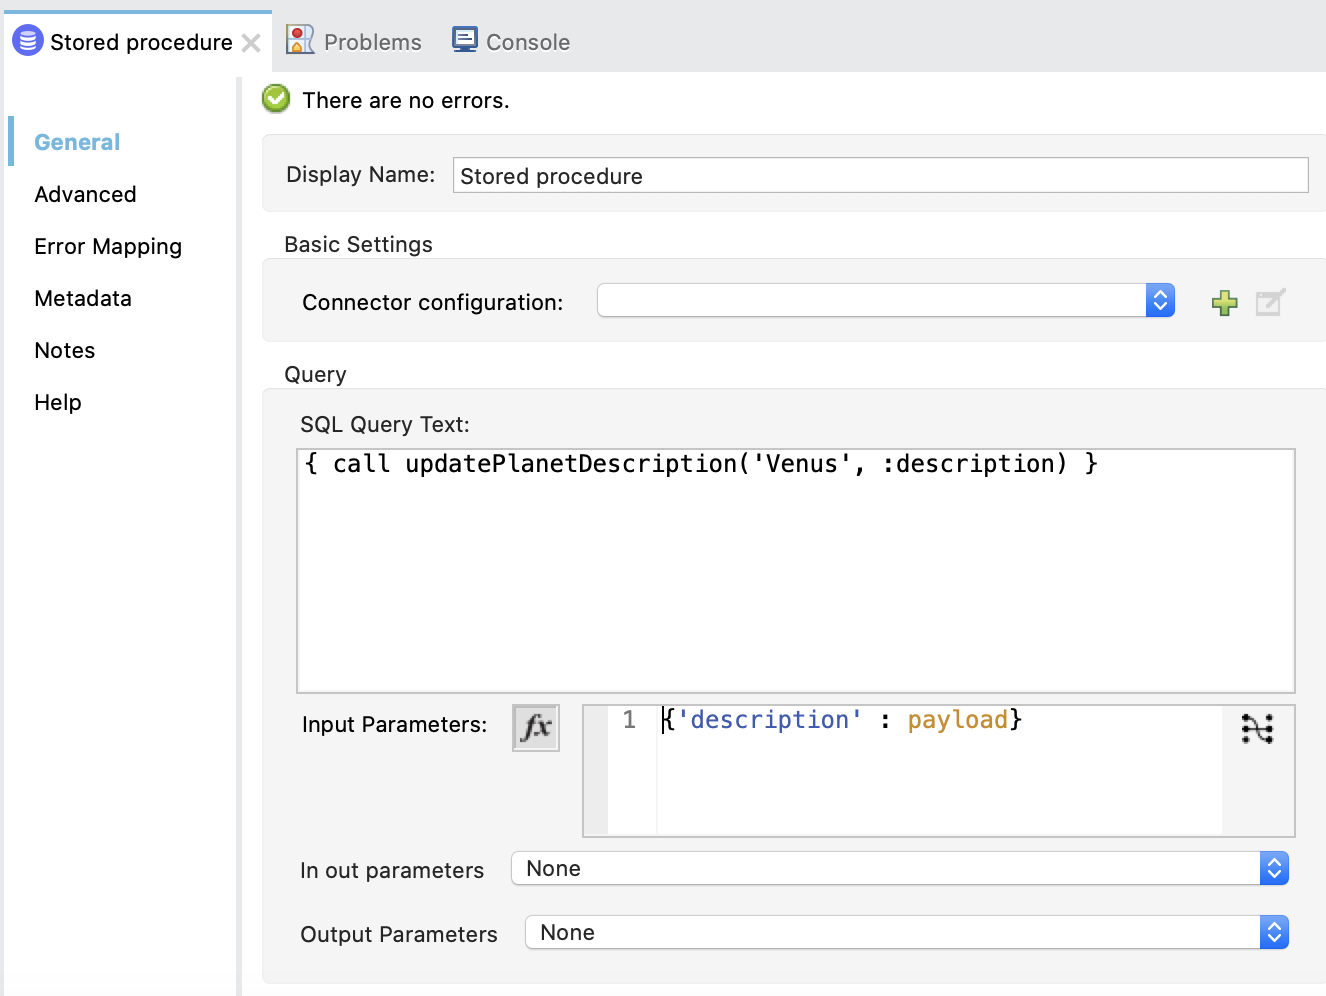 Stored procedure
Problems
Console
There are no errors.
General
Advanced
Error Mapping
Metadata
Notes
Help
Display Name:
Stored procedure
Basic Settings
Connector configuration:
Query
SQL Query Text:
{ call updatePlanetDescription('Venus', :description) }
Input Parameters:
fx
1
{'description' : payload}
In out parameters
None
Output Parameters
None